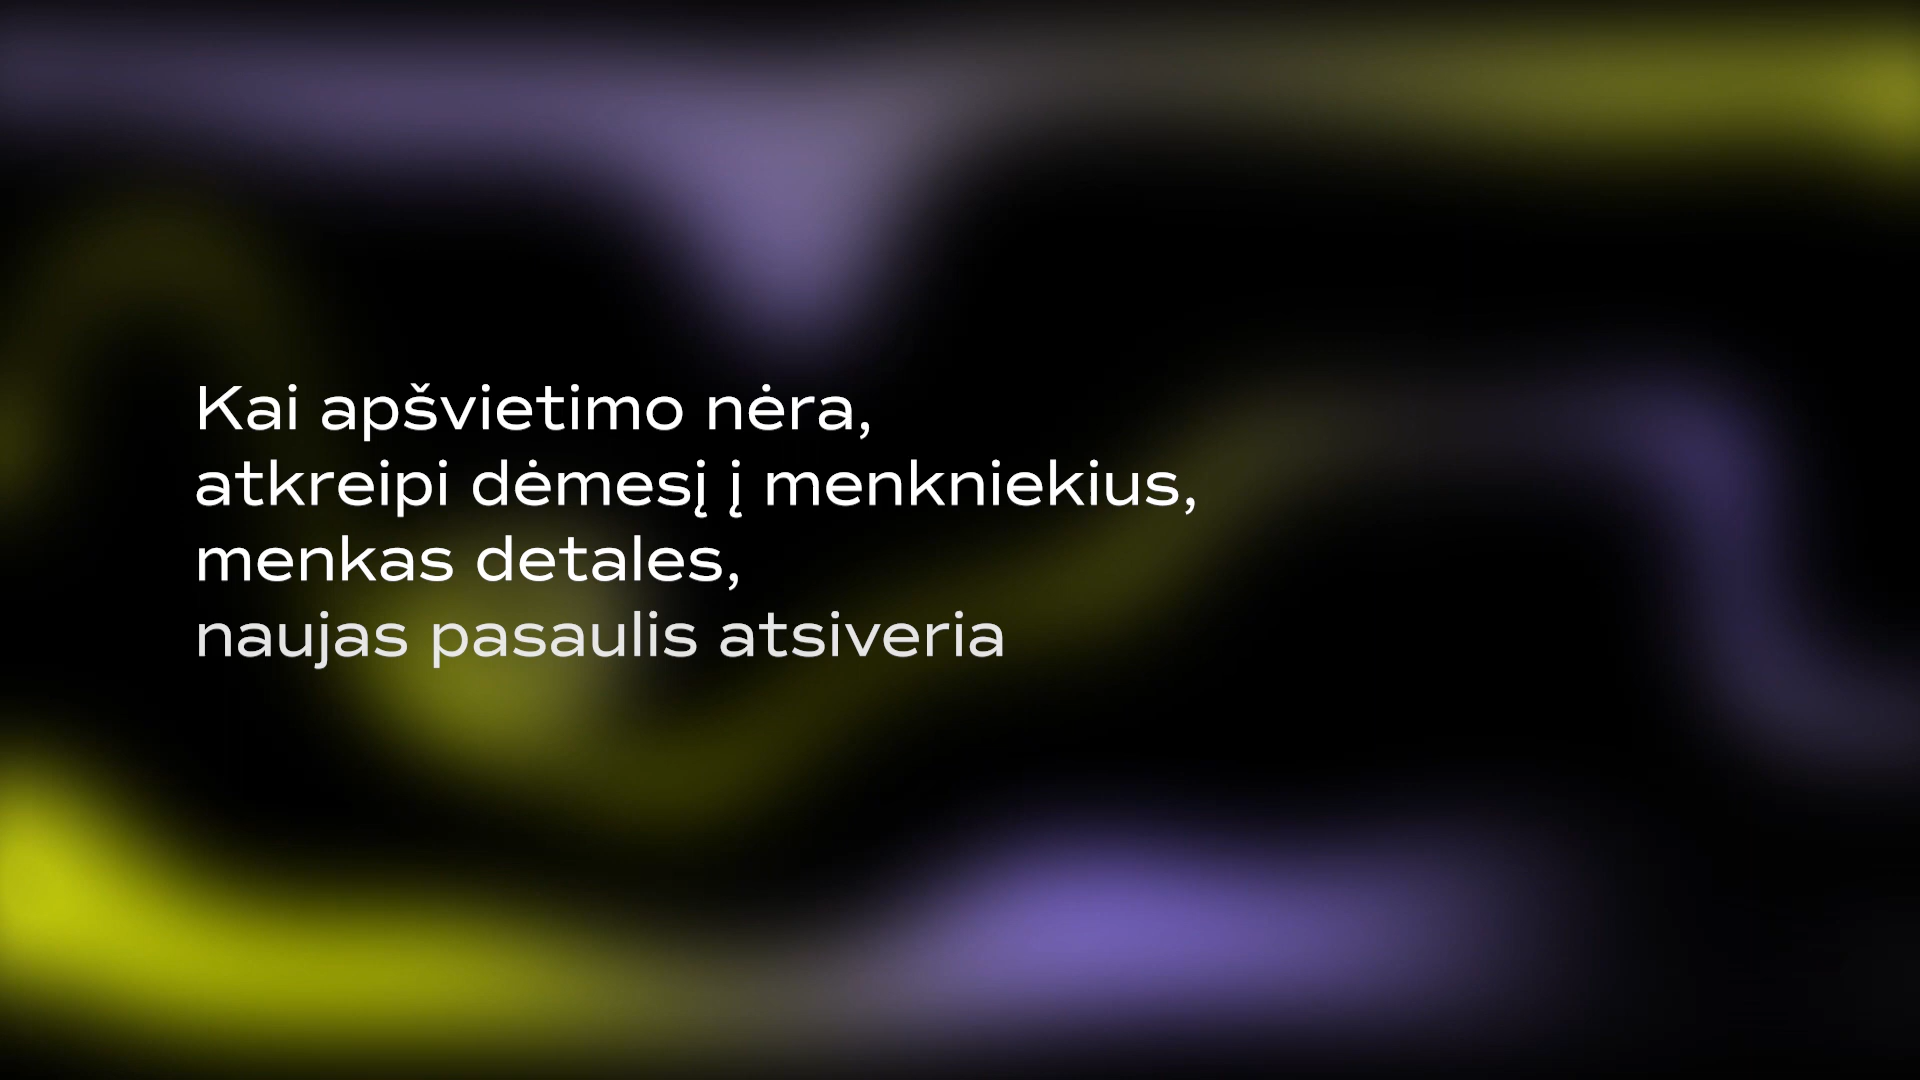 Kai apšvietimo nėra,
atkreipi dėmesį į menkniekius,
menkas detales,
naujas pasaulis atsiveria